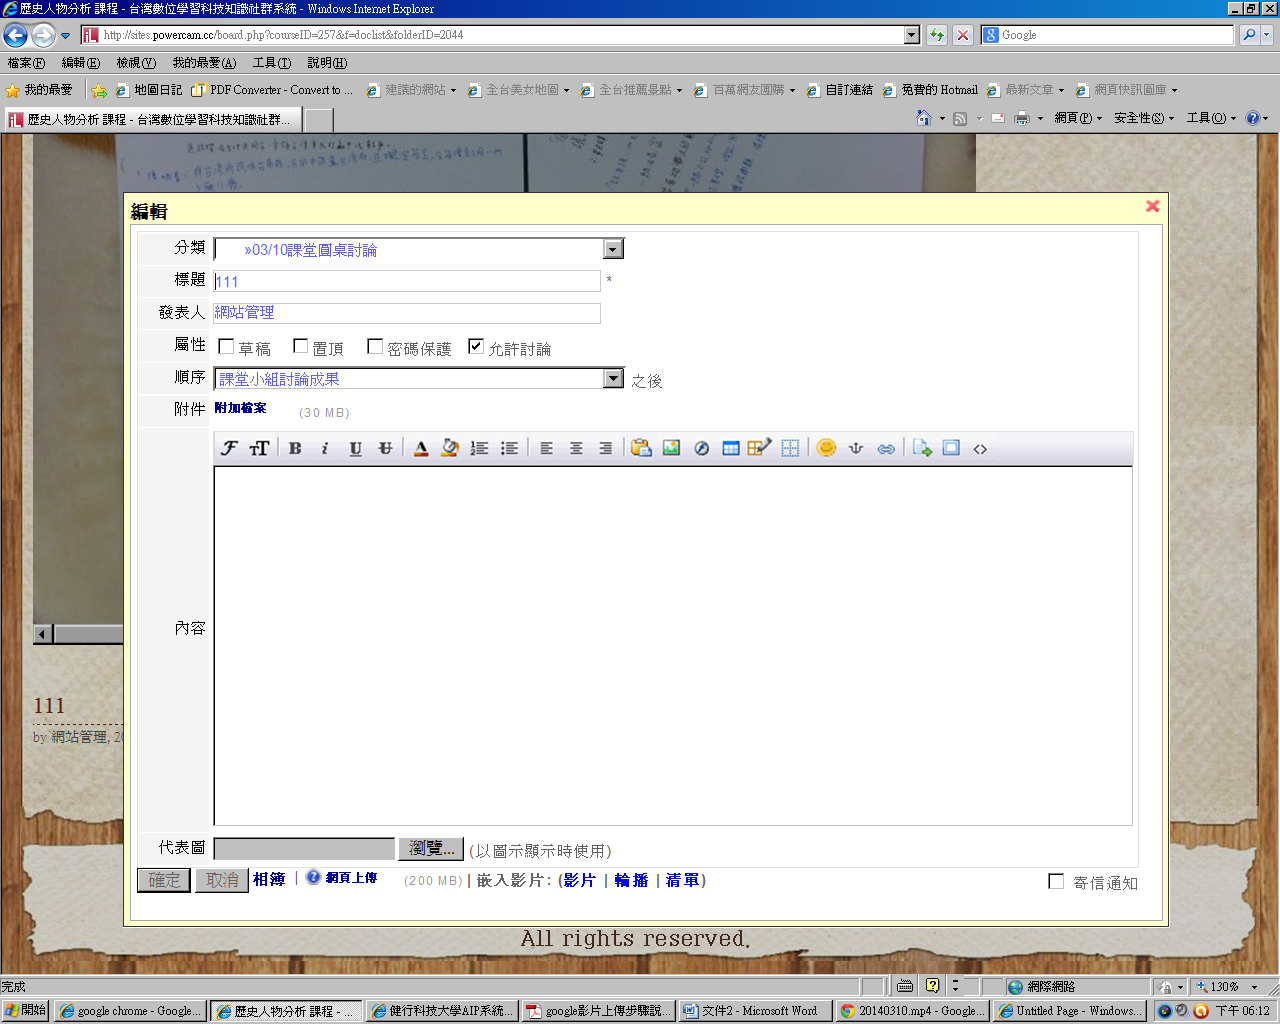 歷史人物分析 課程 - 台灣數位學習科技知識社群系統 - Windows Internet Explorer
http://sites.powercam.cc/board.php?courseID=257&f=doclist&folderID=2044
Google
檔案(F) 編輯(E) 檢視(V) 我的最愛(A) 工具(T) 說明(H)
我的最愛 地圖日記 PDF Converter - Convert to ... 建議的網站 全台美女地圖 全台推薦景點 百萬網友團購 自訂連結 免費的 Hotmail 最新文章 網頁快訊圖庫
歷史人物分析 課程 - 台灣數位學習科技知識社群... 網頁(P) 安全性(S) 工具(O)
編輯
分類 »03/10課堂圓桌討論
標題 111 *
發表人 網站管理
屬性 草稿 置頂 密碼保護 允許討論
順序 課堂小組討論成果 之後
附件 附加檔案 (30 MB)
F TT B i U U A <>
內容
代表圖 瀏覽... (以圖示顯示時使用)
確定 取消 相簿 | 網頁上傳 (200 MB) | 嵌入影片: (影片 | 輪播 | 清單) 寄信通知
111
by 網站管理, 20
All rights reserved.
完成 網際網路 130%
開始 google chrome - Google... 歷史人物分析 課程 - ... 健行科技大學AIP系統... google影片上傳步驟說... 文件2 - Microsoft Word 20140310.mp4 - Google... Untitled Page - Windows... 下午 06:12